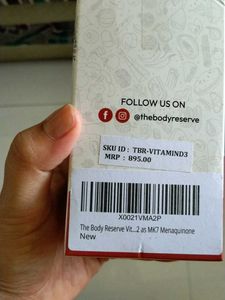 FOLLOW US ON
@thebodyreserve
SKU ID : TBR-VITAMIND3
MRP : 895.00
X0021VMA2P
The Body Reserve Vit...2 as MK7 Menaquinone
New